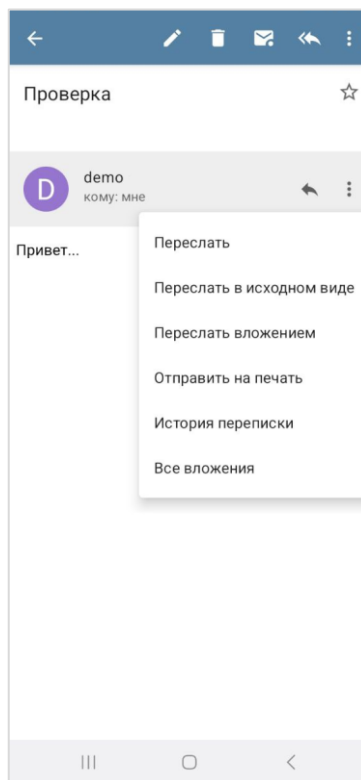 Проверка
D
demo
кому: мне
Привет...
Переслать
Переслать в исходном виде
Переслать вложением
Отправить на печать
История переписки
Все вложения